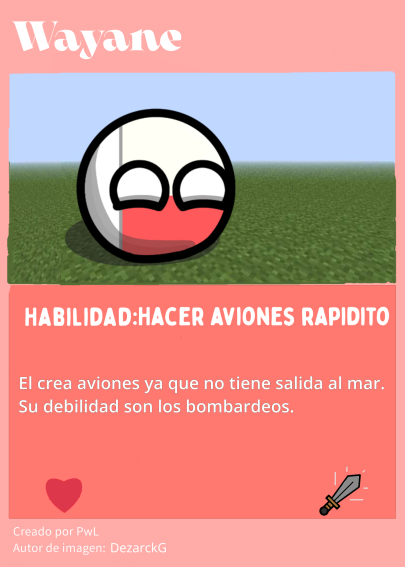 Wayane
HABILIDAD:HACER AVIONES RAPIDITO
El crea aviones ya que no tiene salida al mar.
Su debilidad son los bombardeos.
Creado por PwL
Autor de imagen: DezarckG